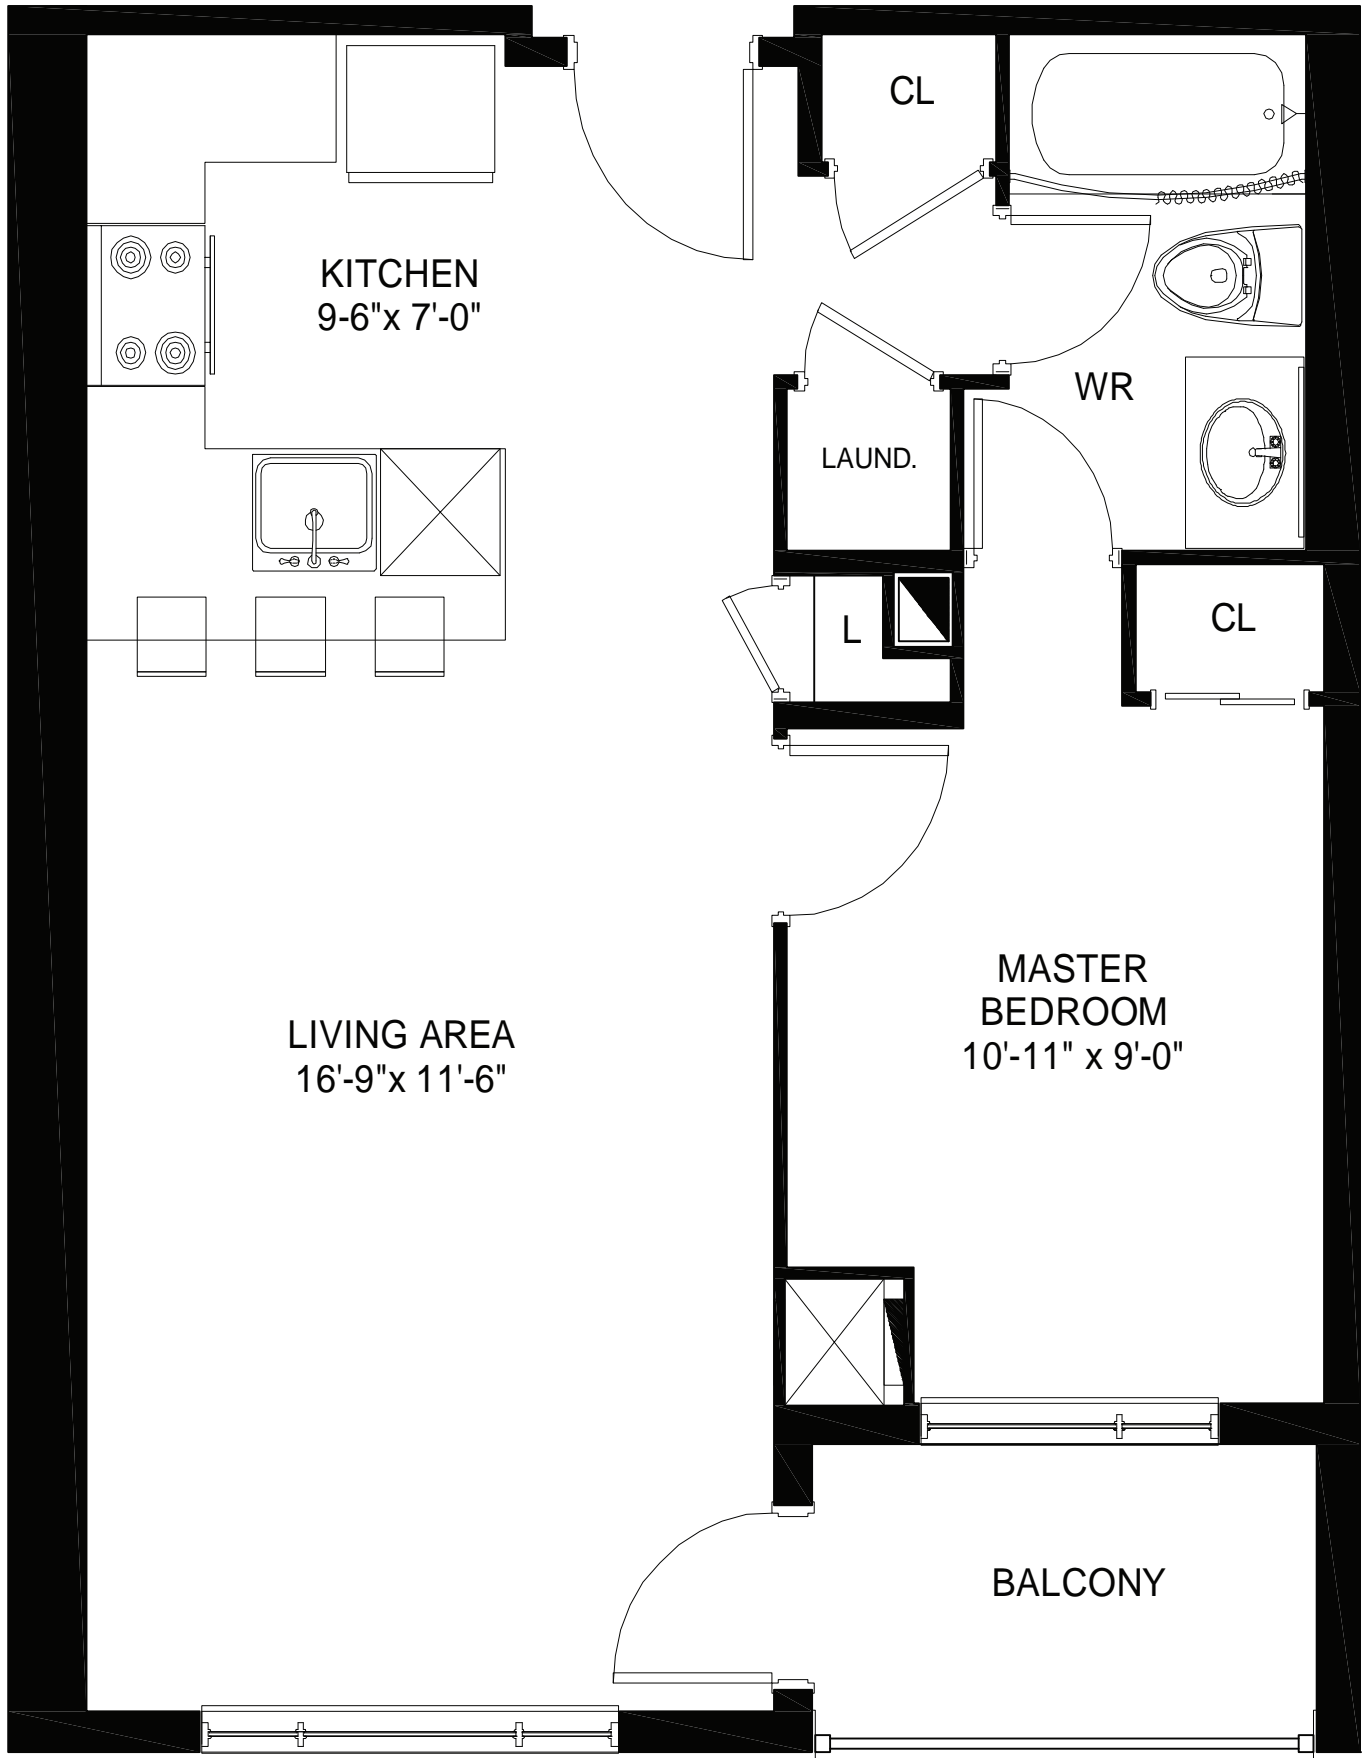 CL
KITCHEN
9-6"x 7'-0"
WR
LAUND.
L
CL
MASTER
BEDROOM
10'-11" x 9'-0"
LIVING AREA
16'-9"x 11'-6"
BALCONY